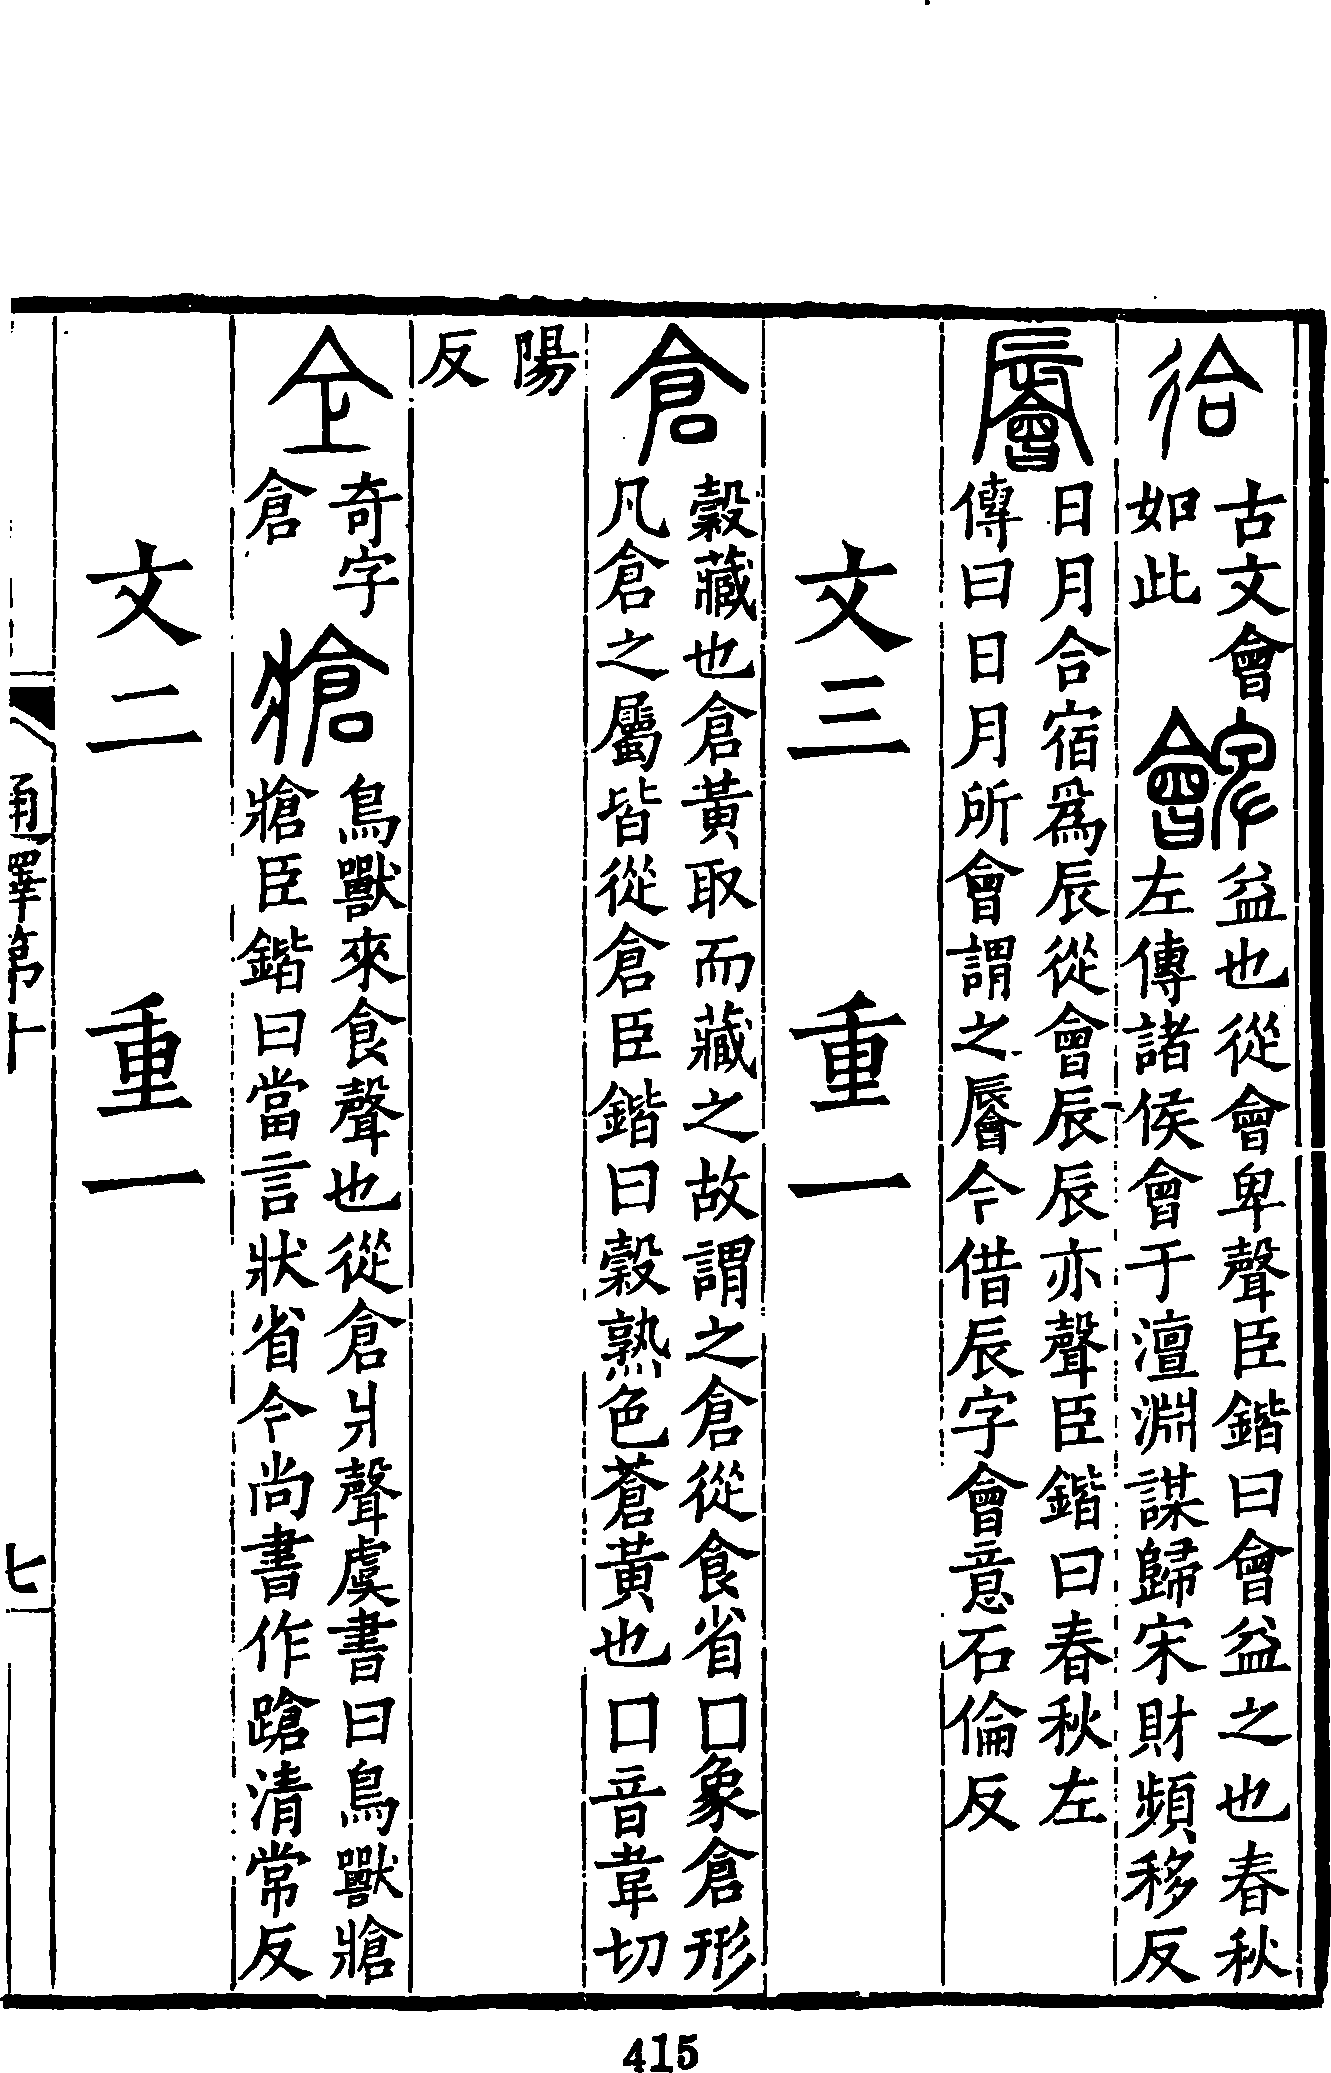 㣛
古文會
如此
朇
益也從會卑聲臣鍇曰會益之也春秋
左傳諸侯會于澶淵謀歸宋財頻移反
䢈
日月合宿爲辰從會辰辰亦聲臣鍇曰春秋左
傳曰日月所會謂之䢈今借辰字會意石倫反
文三　重一
倉
穀藏也倉黃取而藏之故謂之倉從食省口象倉形
凡倉之屬皆從倉臣鍇曰穀熟色蒼黃也口音韋切
陽
反
仺
奇字
倉
牄
鳥獸來食聲也從倉爿聲虞書曰鳥獸牄
牄臣鍇曰當言狀省今尚書作蹌清常反
文二　重一
通釋第十
七
415